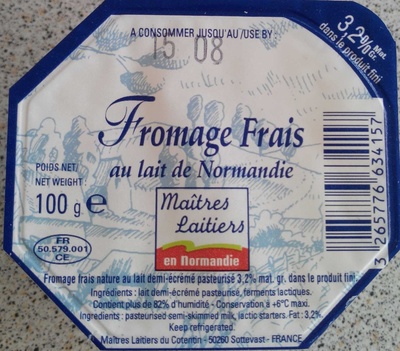 A CONSOMMER JUSQU'AU/USE BY :
15 08
3,2% Mat. Gr.
dans le produit fini
Fromage Frais
au lait de Normandie
POIDS NET/
NET WEIGHT
100 g e
Maîtres
Laitiers
en Normandie
FR
50.579.001
CE
3 265776 634157
Fromage frais nature au lait demi-écrémé pasteurisé 3,2% mat. gr. dans le produit fini.
Ingrédients : lait demi-écrémé pasteurisé, ferments lactiques.
Contient plus de 82% d'humidité - Conservation à +6°C maxi.
Ingredients : pasteurised semi-skimmed milk, lactic starters. Fat : 3,2%
Keep refrigerated.
Maîtres Laitiers du Cotentin - 50260 Sottevast - FRANCE